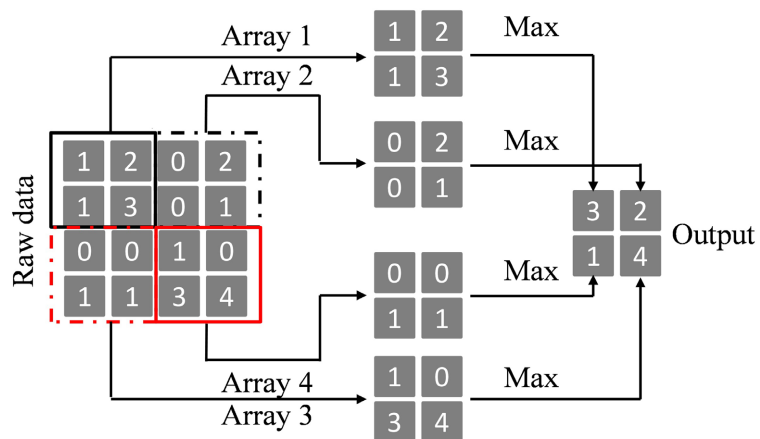 Array 1
1 2
1 3
Max
Array 2
0 2
0 1
Max
Raw data
1 2 0 2
1 3 0 1
0 0 1 0
1 1 3 4
3 2
1 4
Output
0 0
1 1
Max
Array 4
Array 3
1 0
3 4
Max